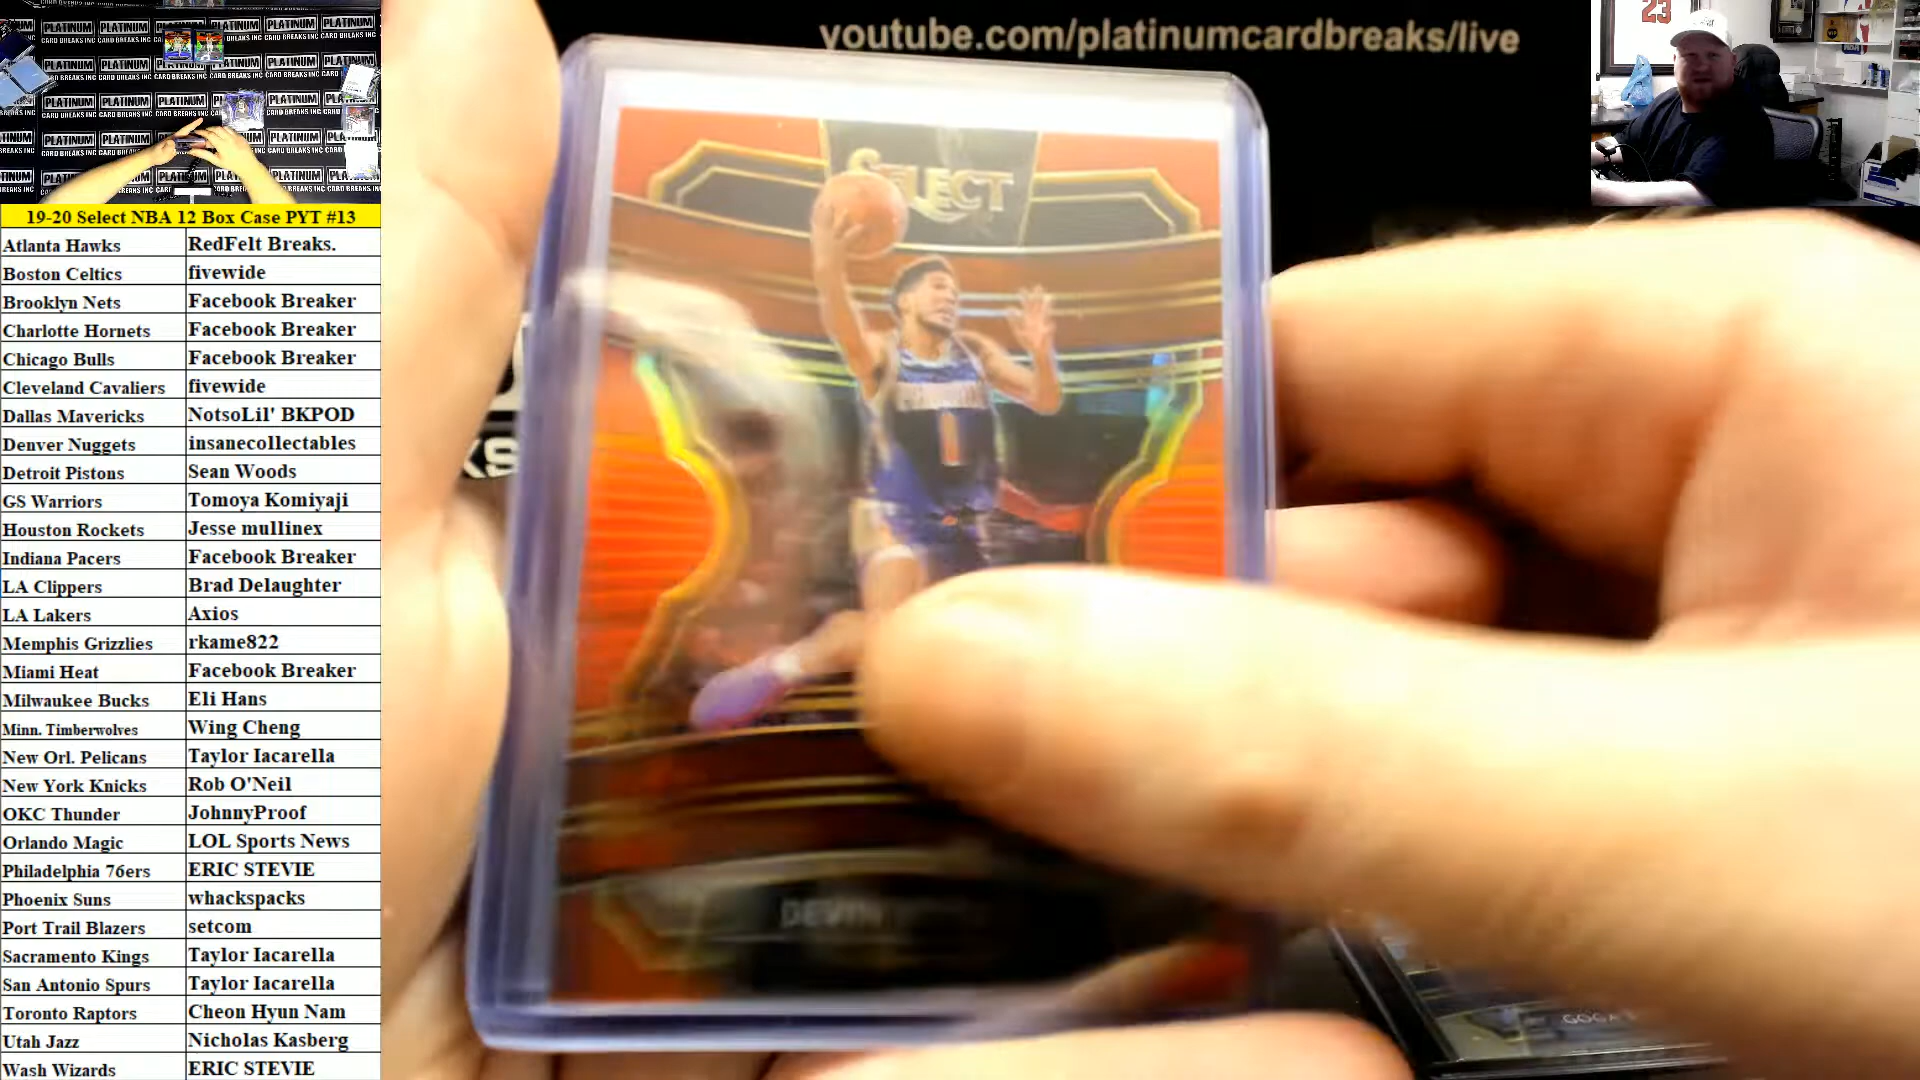 youtube.com/platinumcardbreaks/live
23
PLATINUM
CARD BREAKS INC
19-20 Select NBA 12 Box Case PYT #13
Atlanta Hawks RedFelt Breaks.
Boston Celtics fivewide
Brooklyn Nets Facebook Breaker
Charlotte Hornets Facebook Breaker
Chicago Bulls Facebook Breaker
Cleveland Cavaliers fivewide
Dallas Mavericks NotsoLil' BKPOD
Denver Nuggets insanecollectables
Detroit Pistons Sean Woods
GS Warriors Tomoya Komiyaji
Houston Rockets Jesse mullinex
Indiana Pacers Facebook Breaker
LA Clippers Brad Delaughter
LA Lakers Axios
Memphis Grizzlies rkame822
Miami Heat Facebook Breaker
Milwaukee Bucks Eli Hans
Minn. Timberwolves Wing Cheng
New Orl. Pelicans Taylor Iacarella
New York Knicks Rob O'Neil
OKC Thunder JohnnyProof
Orlando Magic LOL Sports News
Philadelphia 76ers ERIC STEVIE
Phoenix Suns whackspacks
Port Trail Blazers setcom
Sacramento Kings Taylor Iacarella
San Antonio Spurs Taylor Iacarella
Toronto Raptors Cheon Hyun Nam
Utah Jazz Nicholas Kasberg
Wash Wizards ERIC STEVIE
SELECT
1
DEVIN
GOGA